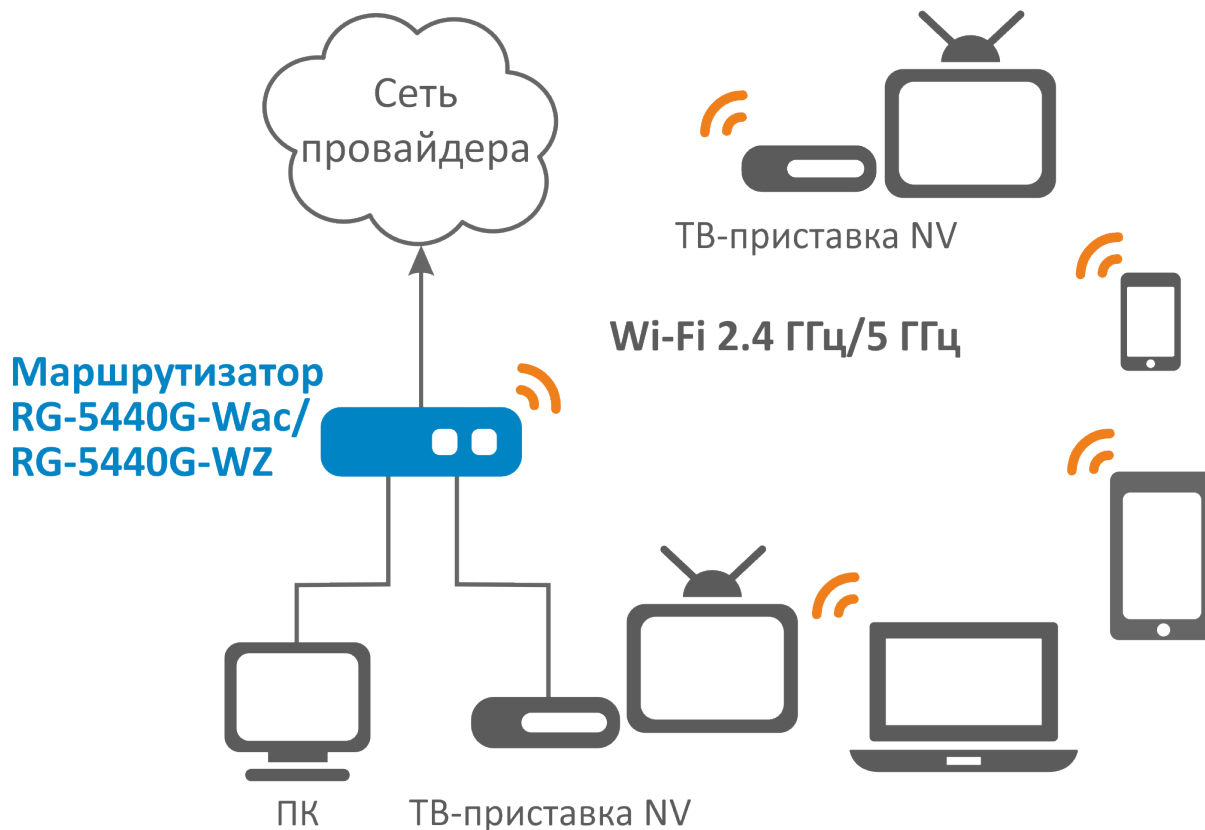 Сеть
провайдера
ТВ-приставка NV
Wi-Fi 2.4 ГГц/5 ГГц
Маршрутизатор
RG-5440G-Wac/
RG-5440G-WZ
ПК
ТВ-приставка NV